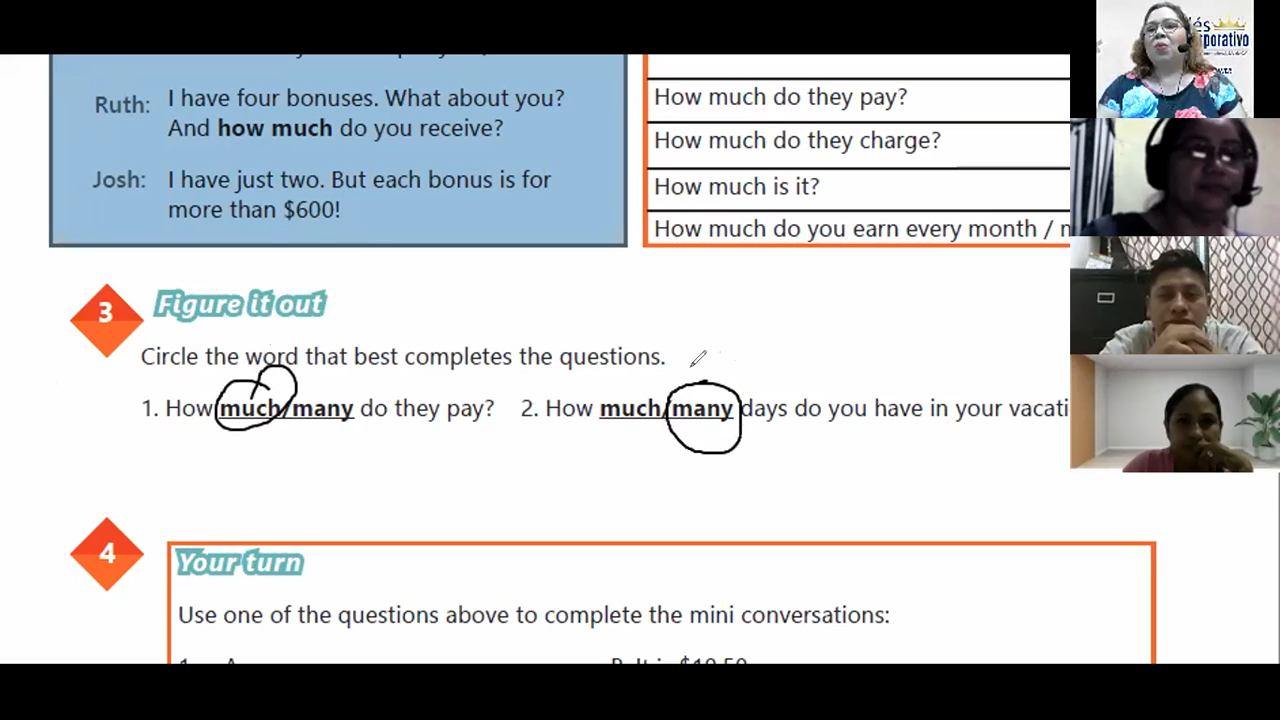 Ruth: I have four bonuses. What about you?
And how much do you receive?
Josh: I have just two. But each bonus is for
more than $600!
How much do they pay?
How much do they charge?
How much is it?
How much do you earn every month /
3 Figure it out
Circle the word that best completes the questions.
1. How much/many do they pay? 2. How much/many days do you have in your vacati
4 Your turn
Use one of the questions above to complete the mini conversations:
és
rporativo